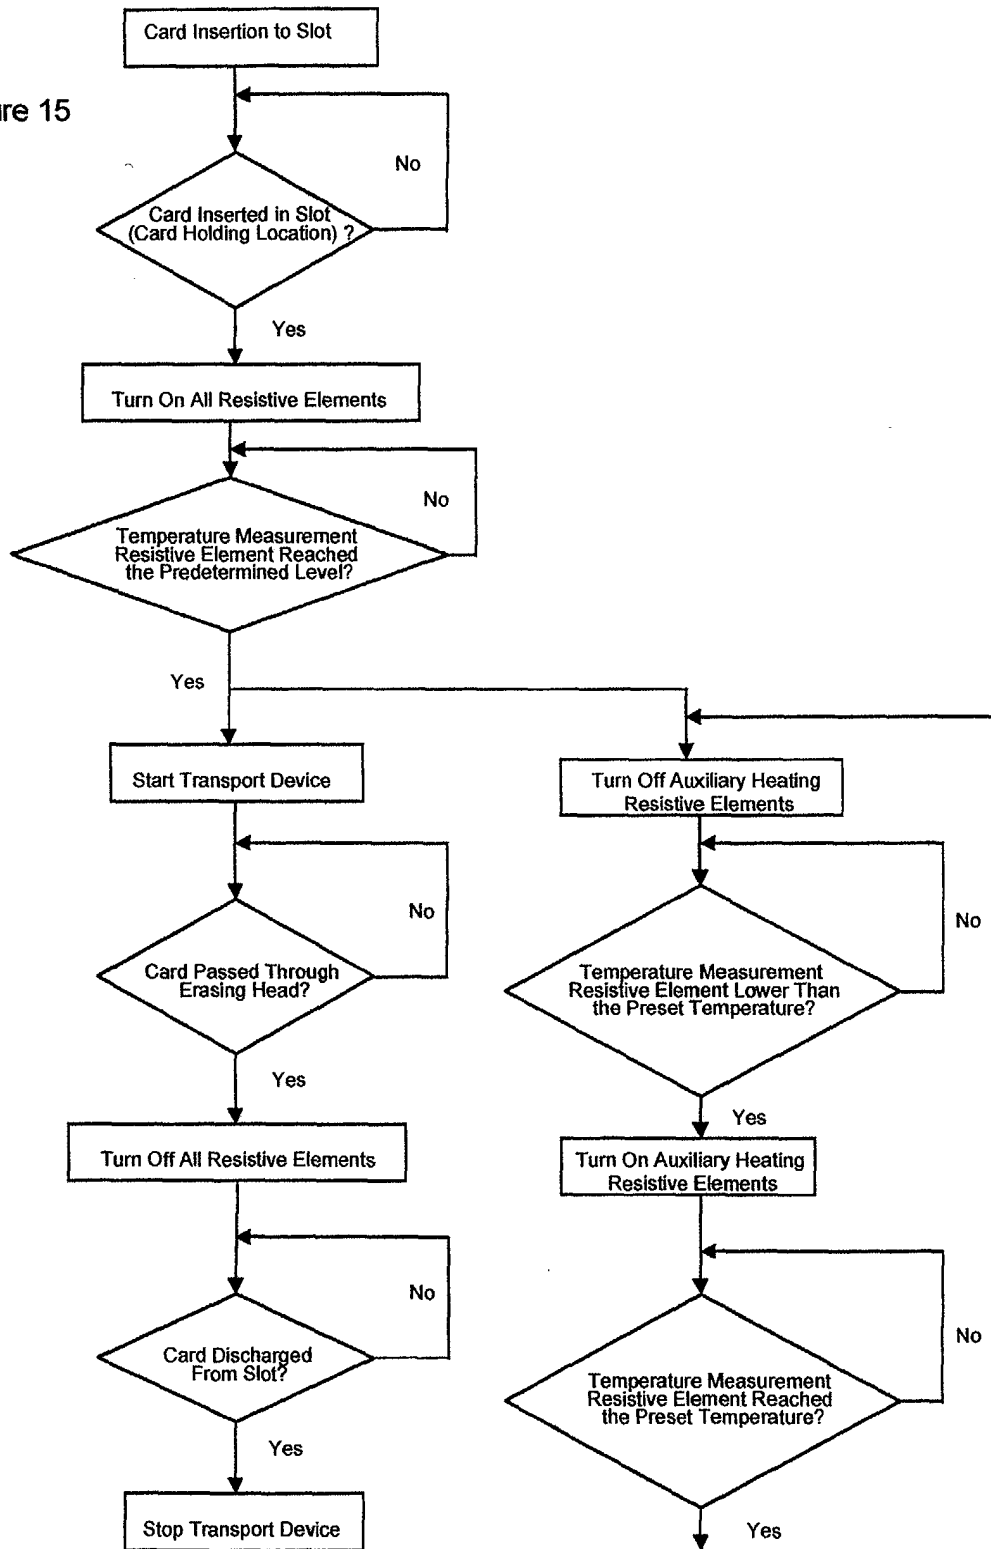 Card Insertion to Slot
re 15
No
Card Inserted in Slot
(Card Holding Location) ?
Yes
Turn On All Resistive Elements
No
Temperature Measurement
Resistive Element Reached
the Predetermined Level?
Yes
Start Transport Device
No
Card Passed Through
Erasing Head?
Yes
Turn Off All Resistive Elements
No
Card Discharged
From Slot?
Yes
Stop Transport Device
Turn Off Auxiliary Heating
Resistive Elements
No
Temperature Measurement
Resistive Element Lower Than
the Preset Temperature?
Yes
Turn On Auxiliary Heating
Resistive Elements
No
Temperature Measurement
Resistive Element Reached
the Preset Temperature?
Yes